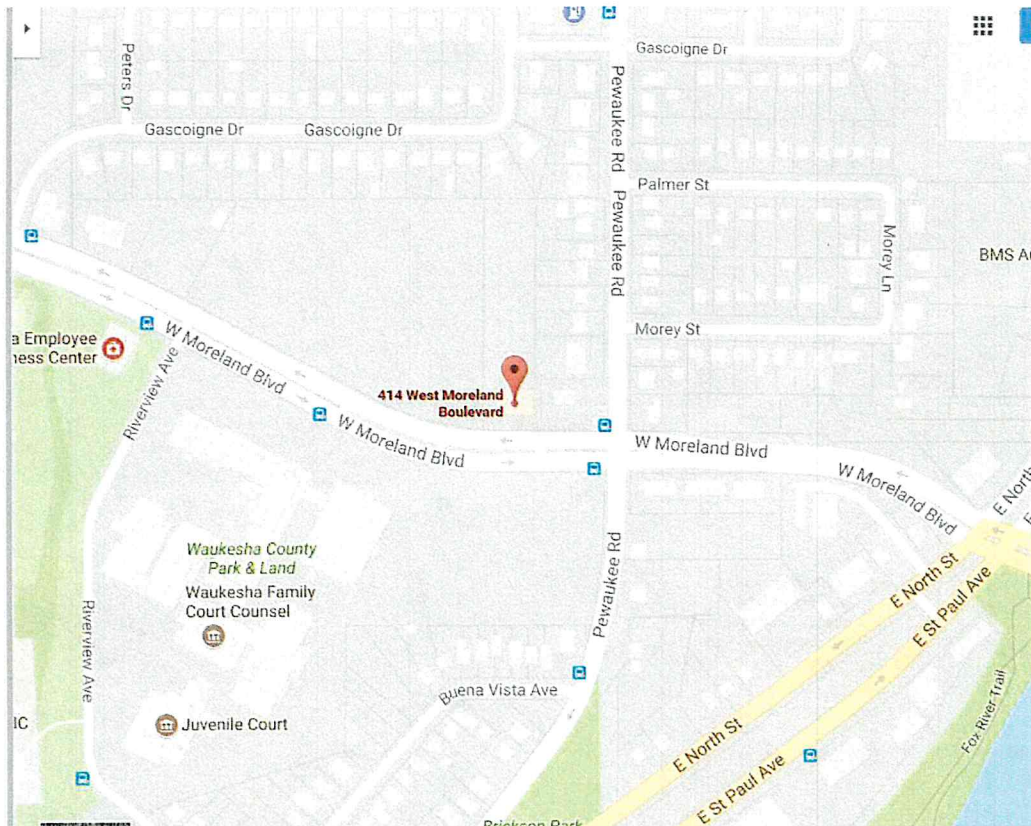 Gascoigne Dr
Peters Dr
Pewaukee Rd
Gascoigne Dr
Gascoigne Dr
Palmer St
Pewaukee Rd
Morey Ln
BMS
Morey St
a Employee
ness Center
W Moreland Blvd
Riverview Ave
414 West Moreland
Boulevard
W Moreland Blvd
W Moreland Blvd
W Moreland Blvd
E North
Waukesha County
Park & Land
Waukesha Family
Court Counsel
Pewaukee Rd
E North St
E St Paul Ave
Riverview Ave
Buena Vista Ave
Fox River Trail
IC
Juvenile Court
E North St
E St Paul Ave